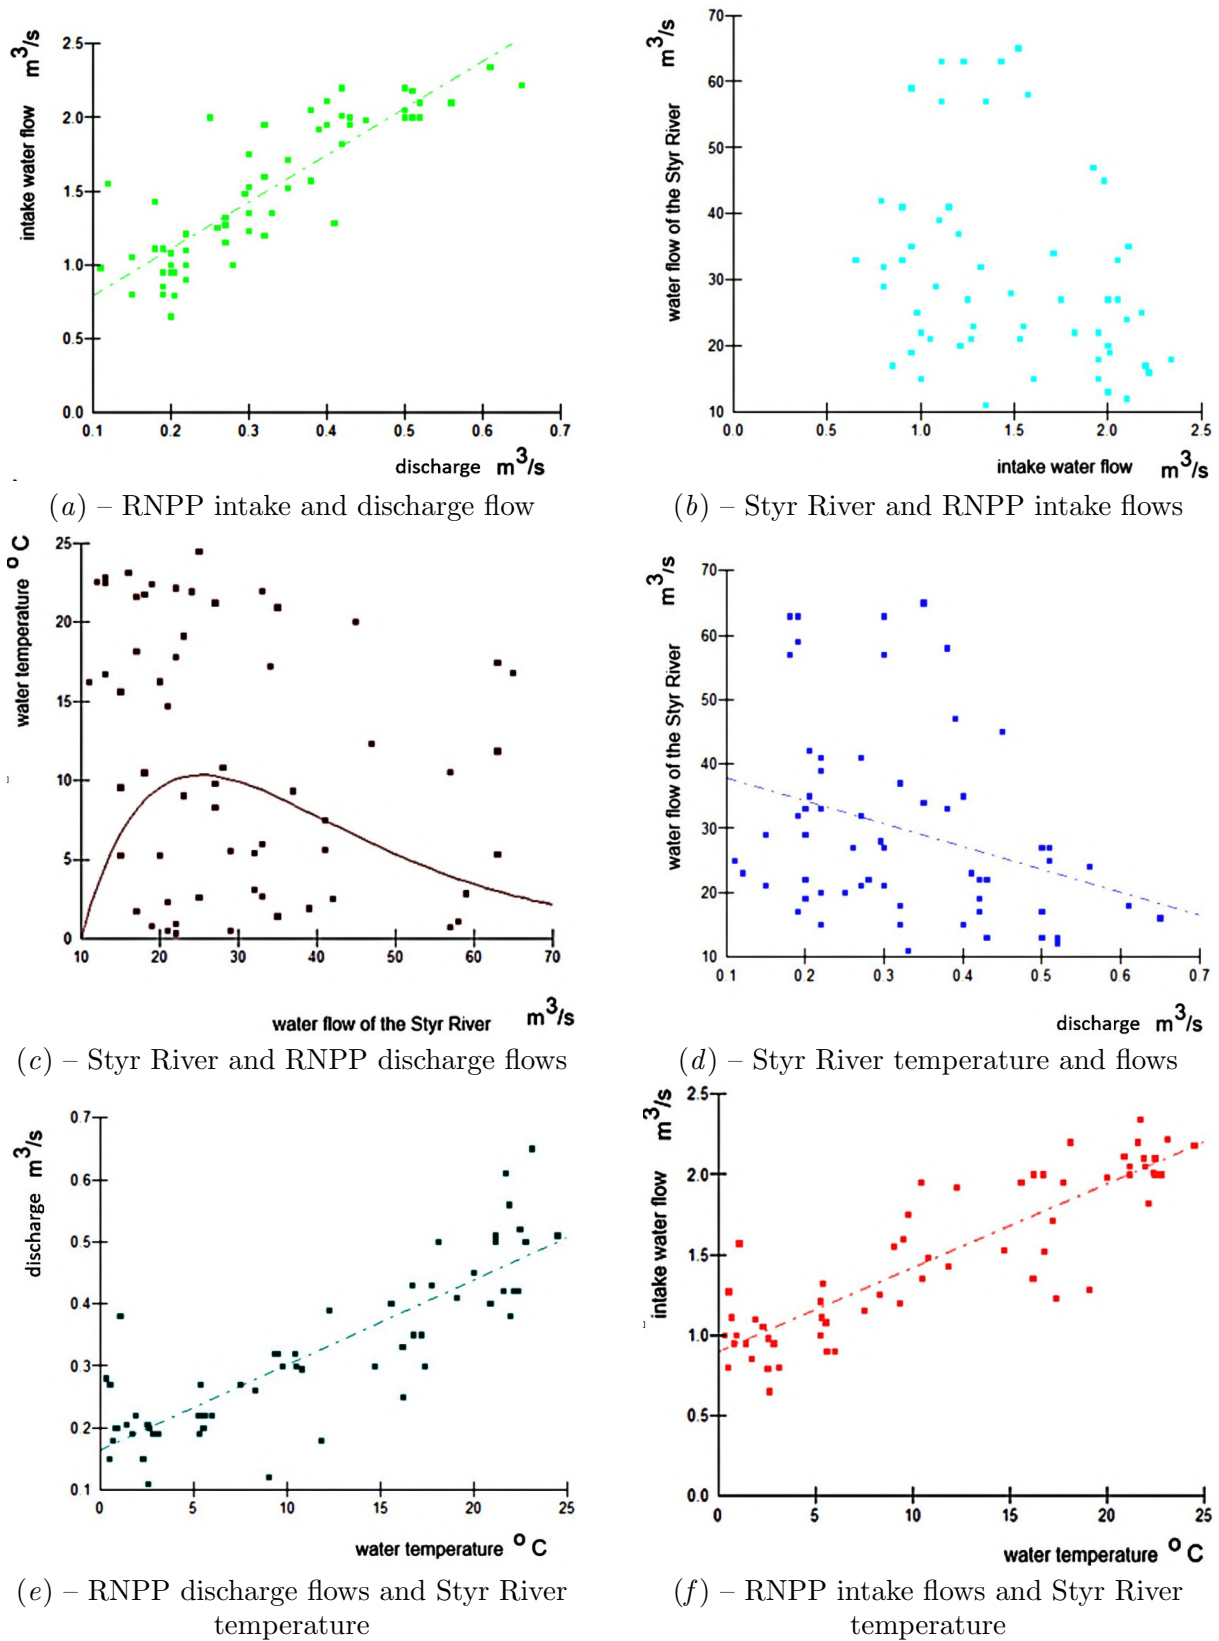 m³/s
intake water flow
2.5
2.0
1.5
1.0
0.5
0.0
0.1 0.2 0.3 0.4 0.5 0.6 0.7
discharge m³/s
(a) – RNPP intake and discharge flow
m³/s
water flow of the Styr River
70
60
50
40
30
20
10
0.0 0.5 1.0 1.5 2.0 2.5
intake water flow m³/s
(b) – Styr River and RNPP intake flows
o C
water temperature
25
20
15
10
5
0
10 20 30 40 50 60 70
water flow of the Styr River m³/s
(c) – Styr River and RNPP discharge flows
m³/s
water flow of the Styr River
70
60
50
40
30
20
10
0.1 0 2 0.3 0 4 0 5 0 6 0 7
discharge m³/s
(d) – Styr River temperature and flows
discharge m³/s
0.7
0.6
0.5
0.4
0.3
0.2
0.1
0 5 10 15 20 25
water temperature o C
(e) – RNPP discharge flows and Styr River
temperature
m³/s
intake water flow
2.5
2.0
1.5
1.0
0.5
0.0
0 5 10 15 20 25
water temperature o C
(f) – RNPP intake flows and Styr River
temperature